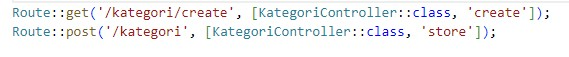 Route::get('/kategori/create', [KategoriController::class, 'create']);
Route::post('/kategori', [KategoriController::class, 'store']);